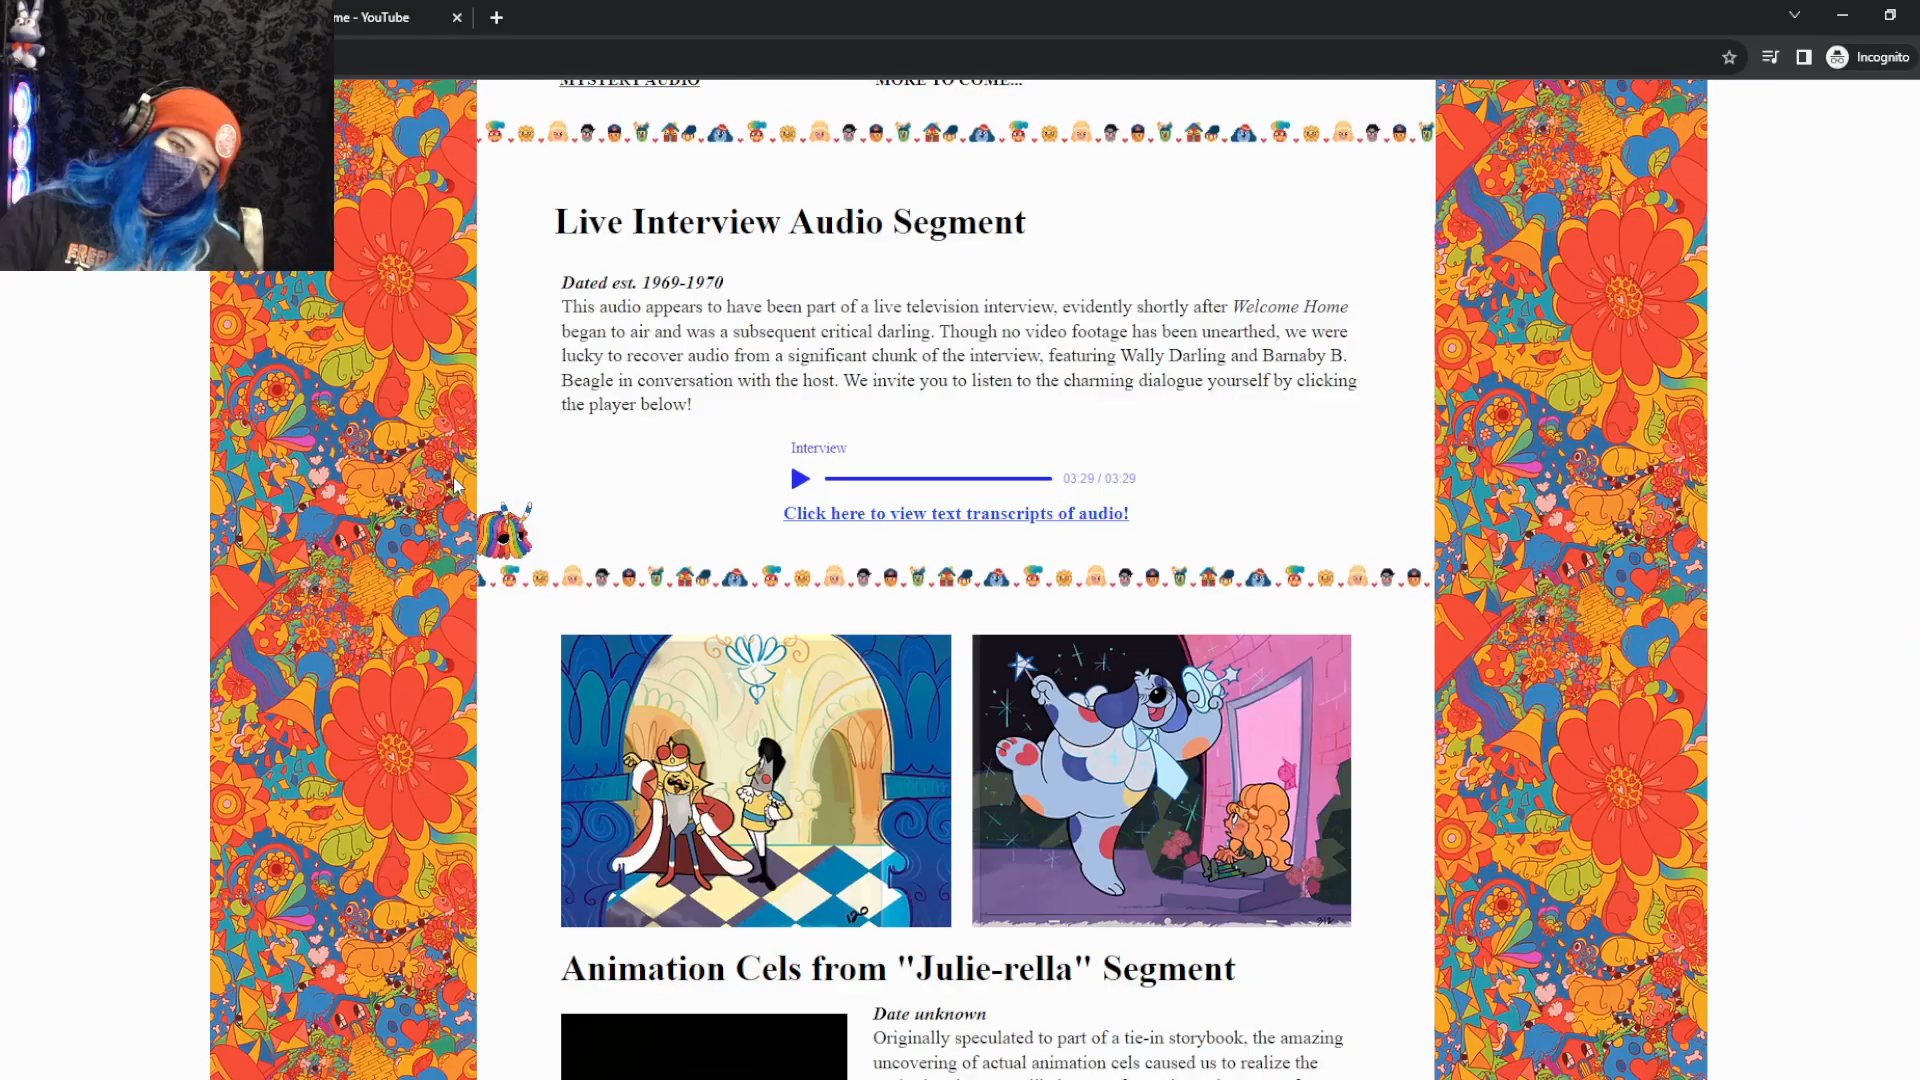 me - YouTube
Incognito
MYSTERY AUDIO
MORE TO COME...
Live Interview Audio Segment
Dated est. 1969-1970
This audio appears to have been part of a live television interview, evidently shortly after Welcome Home
began to air and was a subsequent critical darling. Though no video footage has been unearthed, we were
lucky to recover audio from a significant chunk of the interview, featuring Wally Darling and Barnaby B.
Beagle in conversation with the host. We invite you to listen to the charming dialogue yourself by clicking
the player below!
Interview
03:29 / 03:29
Click here to view text transcripts of audio!
Animation Cels from "Julie-rella" Segment
Date unknown
Originally speculated to part of a tie-in storybook, the amazing
uncovering of actual animation cels caused us to realize the